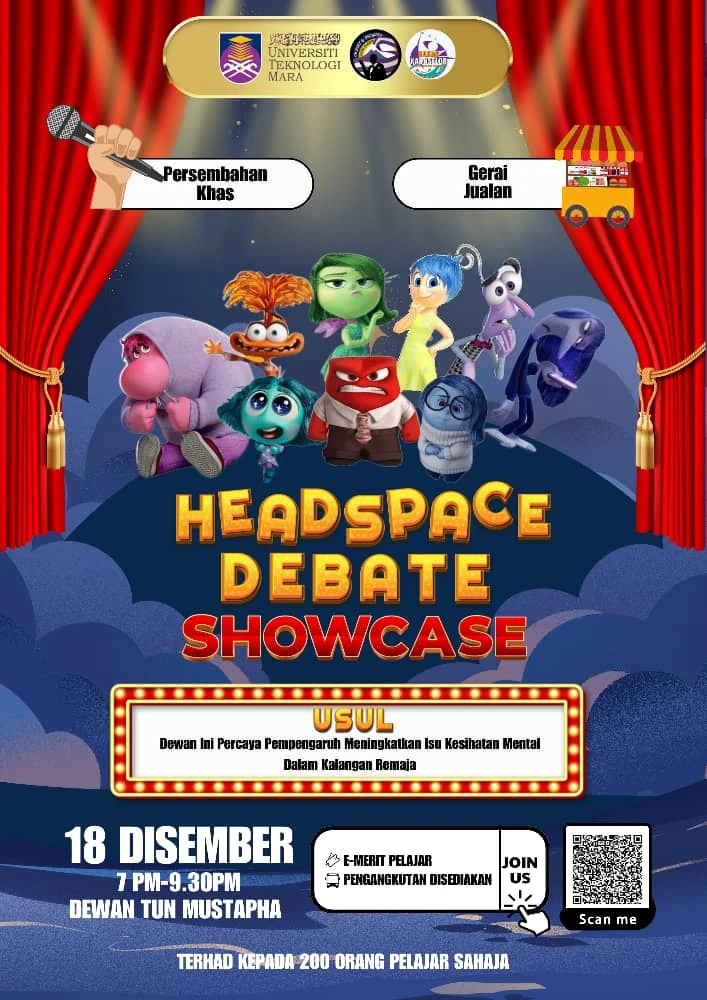 UNIVERSITI
TEKNOLOGI
MARA
Persembahan
Khas
Gerai
Jualan
HEADSPACE
DEBATE
SHOWCASE
USUL
Dewan Ini Percaya Pempengaruh Meningkatkan Isu Kesihatan Mental
Dalam Kalangan Remaja
18 DISEMBER
7 PM-9.30PM
DEWAN TUN MUSTAPHA
E-MERIT PELAJAR
PENGANGKUTAN DISEDIAKAN
JOIN
US
Scan me
TERHAD KEPADA 200 ORANG PELAJAR SAHAJA